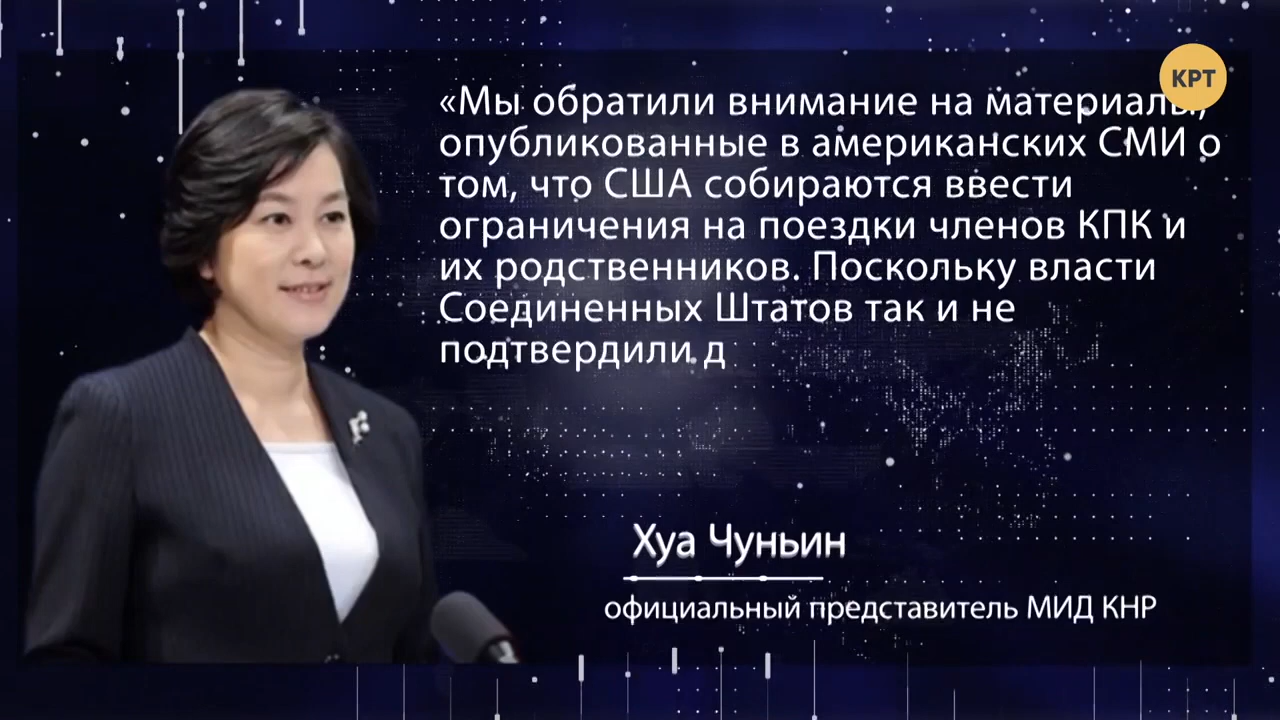 КРТ
«Мы обратили внимание на материалы,
опубликованные в американских СМИ о
том, что США собираются ввести
ограничения на поездки членов КПК и
их родственников. Поскольку власти
Соединенных Штатов так и не
подтвердили д
Хуа Чуньин
официальный представитель МИД КНР